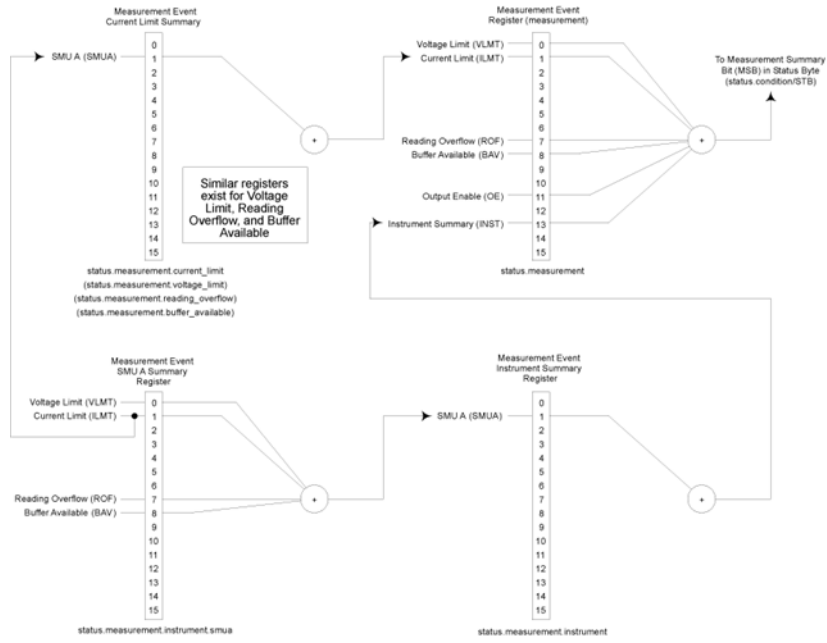 Measurement Event
Current Limit Summary
SMU A (SMUA)
0
1
2
3
4
5
6
7
8
9
10
11
12
13
14
15
+
Similar registers
exist for Voltage
Limit, Reading
Overflow, and Buffer
Available
status.measurement.current_limit
(status.measurement.voltage_limit)
(status.measurement.reading_overflow)
(status.measurement.buffer_available)
Measurement Event
Register (measurement)
Voltage Limit (VLMT)
Current Limit (ILMT)
Reading Overflow (ROF)
Buffer Available (BAV)
Output Enable (OE)
Instrument Summary (INST)
0
1
2
3
4
5
6
7
8
9
10
11
12
13
14
15
+
status.measurement
To Measurement Summary
Bit (MSB) in Status Byte
(status.condition/STB)
Measurement Event
SMU A Summary
Register
Voltage Limit (VLMT)
Current Limit (ILMT)
Reading Overflow (ROF)
Buffer Available (BAV)
0
1
2
3
4
5
6
7
8
9
10
11
12
13
14
15
+
status.measurement.instrument.smua
Measurement Event
Instrument Summary
Register
SMU A (SMUA)
0
1
2
3
4
5
6
7
8
9
10
11
12
13
14
15
+
status.measurement.instrument